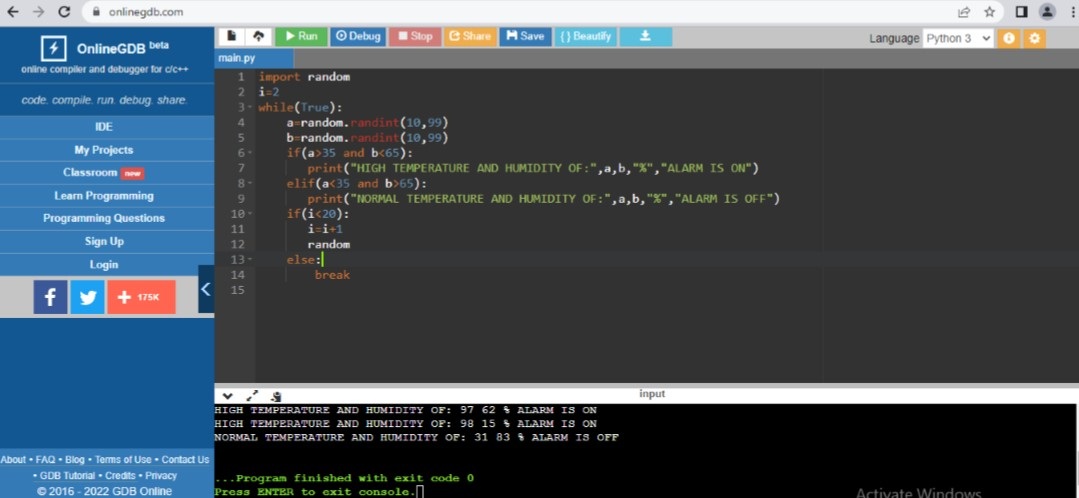 onlinegdb.com
OnlineGDB beta
online compiler and debugger for c/c++
code. compile. run. debug. share.
IDE
My Projects
Classroom new
Learn Programming
Programming Questions
Sign Up
Login
f + 175K
About • FAQ • Blog • Terms of Use • Contact Us
• GDB Tutorial • Credits • Privacy
© 2016 - 2022 GDB Online
Run Debug Stop Share Save {} Beautify
Language Python 3
main.py
1 import random
2 i=2
3 while(True):
4 a=random.randint(10,99)
5 b=random.randint(10,99)
6 if(a>35 and b<65):
7 print("HIGH TEMPERATURE AND HUMIDITY OF:",a,b,"%","ALARM IS ON")
8 elif(a<35 and b>65):
9 print("NORMAL TEMPERATURE AND HUMIDITY OF:",a,b,"%","ALARM IS OFF")
10 if(i<20):
11 i=i+1
12 random
13 else:
14 break
15
input
HIGH TEMPERATURE AND HUMIDITY OF: 97 62 % ALARM IS ON
HIGH TEMPERATURE AND HUMIDITY OF: 98 15 % ALARM IS ON
NORMAL TEMPERATURE AND HUMIDITY OF: 31 83 % ALARM IS OFF
...Program finished with exit code 0
Press ENTER to exit console.
Activate Windows